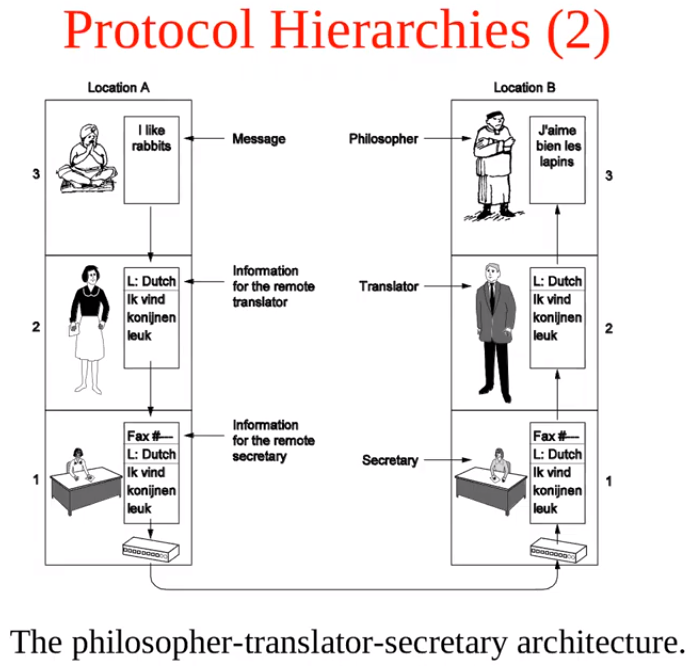 Protocol Hierarchies (2)
Location A
Location B
3
I like
rabbits
Message
Philosopher
J'aime
bien les
lapins
3
2
L: Dutch
Ik vind
konijnen
leuk
Information
for the remote
translator
Translator
L: Dutch
Ik vind
konijnen
leuk
2
1
Fax #---
L: Dutch
Ik vind
konijnen
leuk
Information
for the remote
secretary
Secretary
Fax #---
L: Dutch
Ik vind
konijnen
leuk
1
The philosopher-translator-secretary architecture.